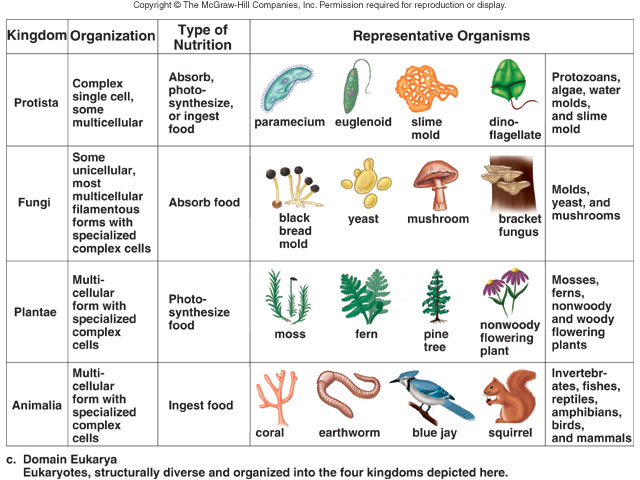 Copyright © The McGraw-Hill Companies, Inc. Permission required for reproduction or display.
Kingdom
Organization
Type of
Nutrition
Representative Organisms
Protista
Complex
single cell,
some
multicellular
Absorb,
photo-
synthesize,
or ingest
food
paramecium
euglenoid
slime
mold
dino-
flagellate
Protozoans,
algae, water
molds,
and slime
mold
Fungi
Some
unicellular,
most
multicellular
filamentous
forms with
specialized
complex cells
Absorb food
black
bread
mold
yeast
mushroom
bracket
fungus
Molds,
yeast, and
mushrooms
Plantae
Multi-
cellular
form with
specialized
complex
cells
Photo-
synthesize
food
moss
fern
pine
tree
nonwoody
flowering
plant
Mosses,
ferns,
nonwoody
and woody
flowering
plants
Animalia
Multi-
cellular
form with
specialized
complex
cells
Ingest food
coral
earthworm
blue jay
squirrel
Invertebr-
ates, fishes,
reptiles,
amphibians,
birds,
and mammals
c. Domain Eukarya
Eukaryotes, structurally diverse and organized into the four kingdoms depicted here.